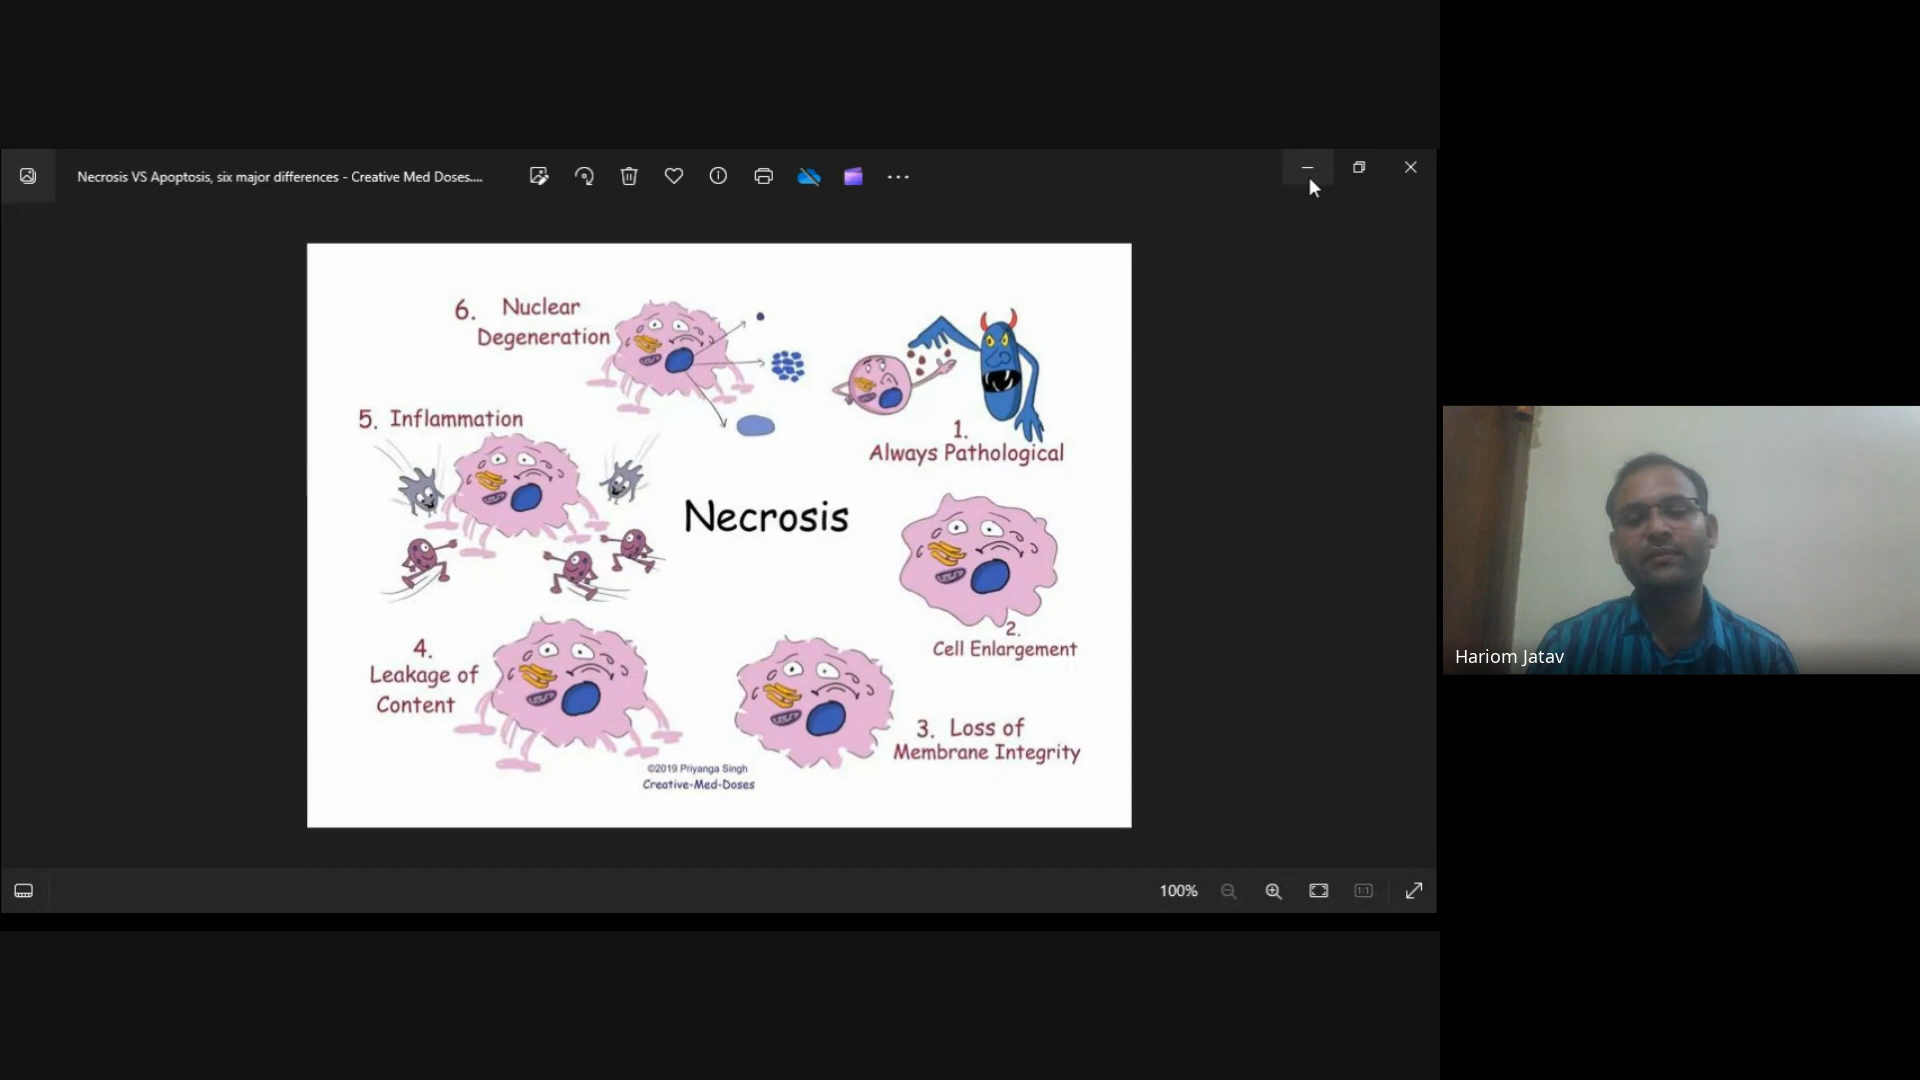 Necrosis VS Apoptosis, six major differences - Creative Med Doses....
6. Nuclear
Degeneration
1.
Always Pathological
5. Inflammation
Necrosis
2.
Cell Enlargement
4.
Leakage of
Content
3. Loss of
Membrane Integrity
©2019 Priyanga Singh
Creative-Med-Doses
Hariom Jatav
100%
1:1